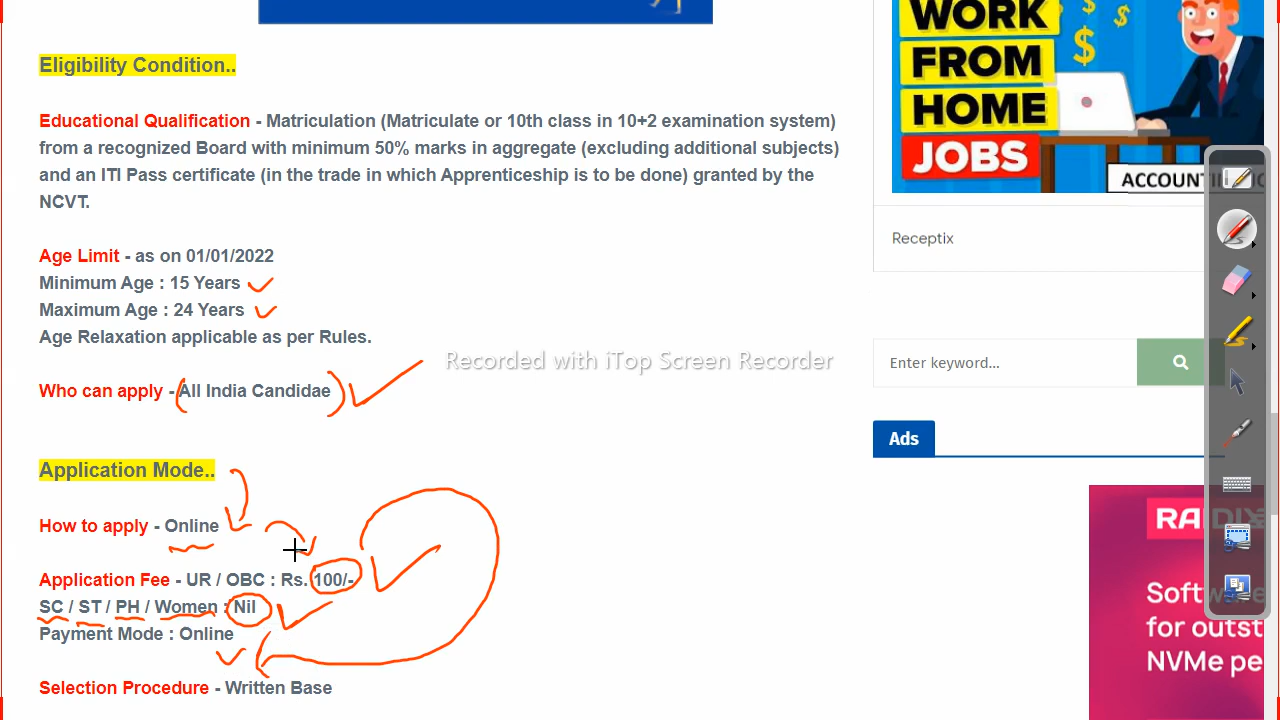 Eligibility Condition..
Educational Qualification - Matriculation (Matriculate or 10th class in 10+2 examination system)
from a recognized Board with minimum 50% marks in aggregate (excluding additional subjects)
and an ITI Pass certificate (in the trade in which Apprenticeship is to be done) granted by the
NCVT.
Age Limit - as on 01/01/2022
Minimum Age : 15 Years
Maximum Age : 24 Years
Age Relaxation applicable as per Rules.
Who can apply - All India Candidae
Application Mode..
How to apply - Online
Application Fee - UR / OBC : Rs. 100/-
SC / ST / PH / Women : Nil
Payment Mode : Online
Selection Procedure - Written Base
Recorded with iTop Screen Recorder
WORK
FROM
HOME
JOBS
Receptix
Enter keyword...
Ads
for outst
NVMe pe